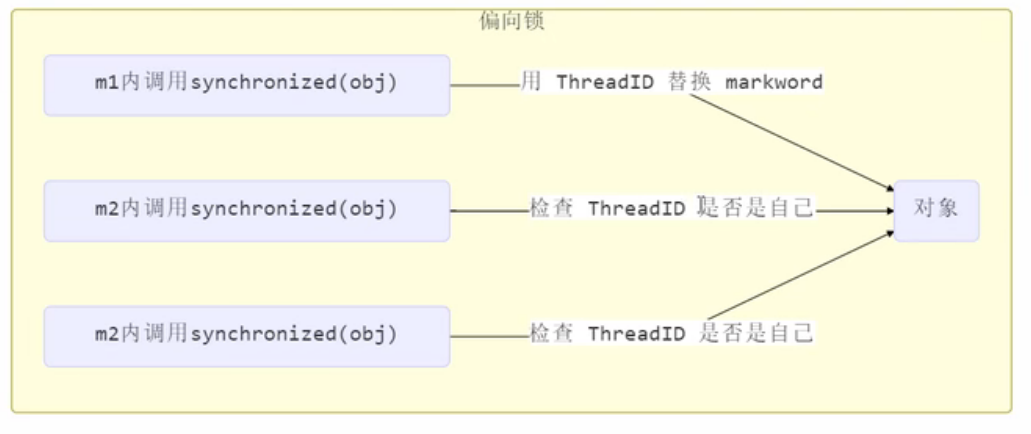 偏向锁
m1内调用synchronized(obj)
用 ThreadID 替换 markword
m2内调用synchronized(obj)
检查 ThreadID 是否是自己
对象
m2内调用synchronized(obj)
检查 ThreadID 是否是自己